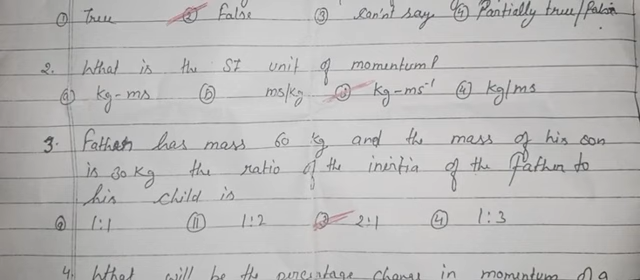 ① True ② false ③ can't say ④ Partially true/false
2. What is the SI unit of momentum?
① kg-ms ⑥ ms/kg ③ kg-ms⁻¹ ④ kg/ms
3. Father has mass 60 kg and the mass of his son
is 30 kg the ratio of the inirtia of the father to
his child is
① 1:1 ⑪ 1:2 ③ 2:1 ④ 1:3
4. What will be the percentage change in momentum of a